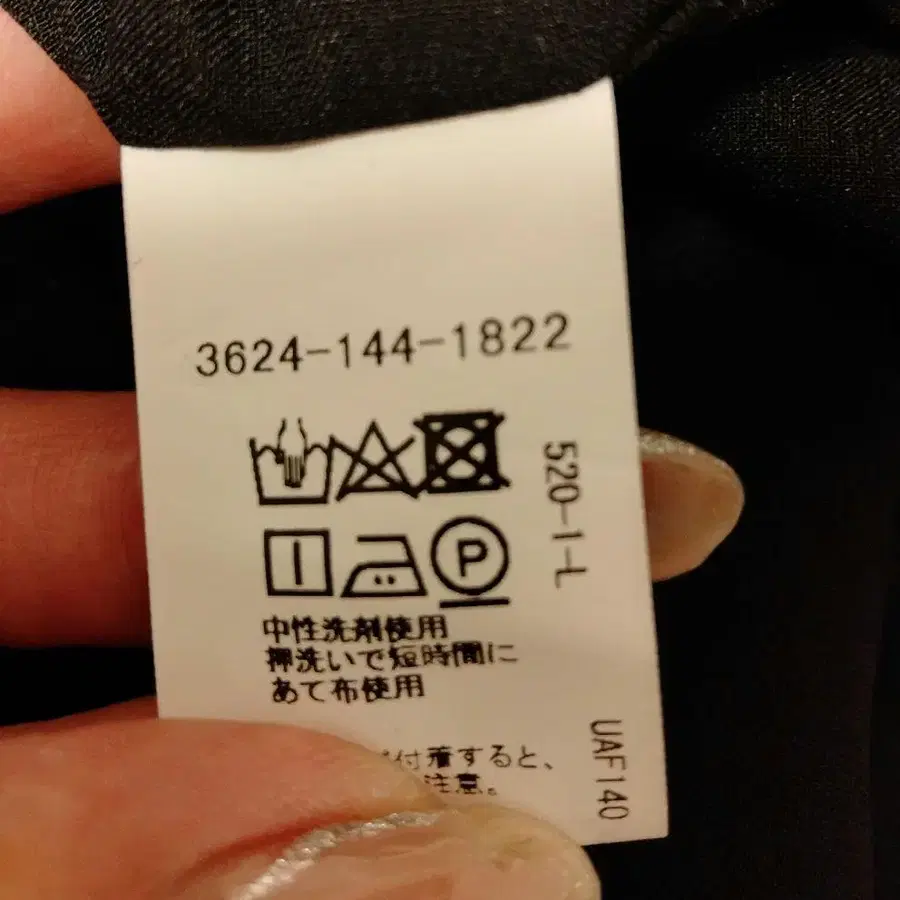 3624-144-1822
520-1-L
P
中性洗剤使用
押洗いで短時間に
あて布使用
付着すると、
注意。
UAF140